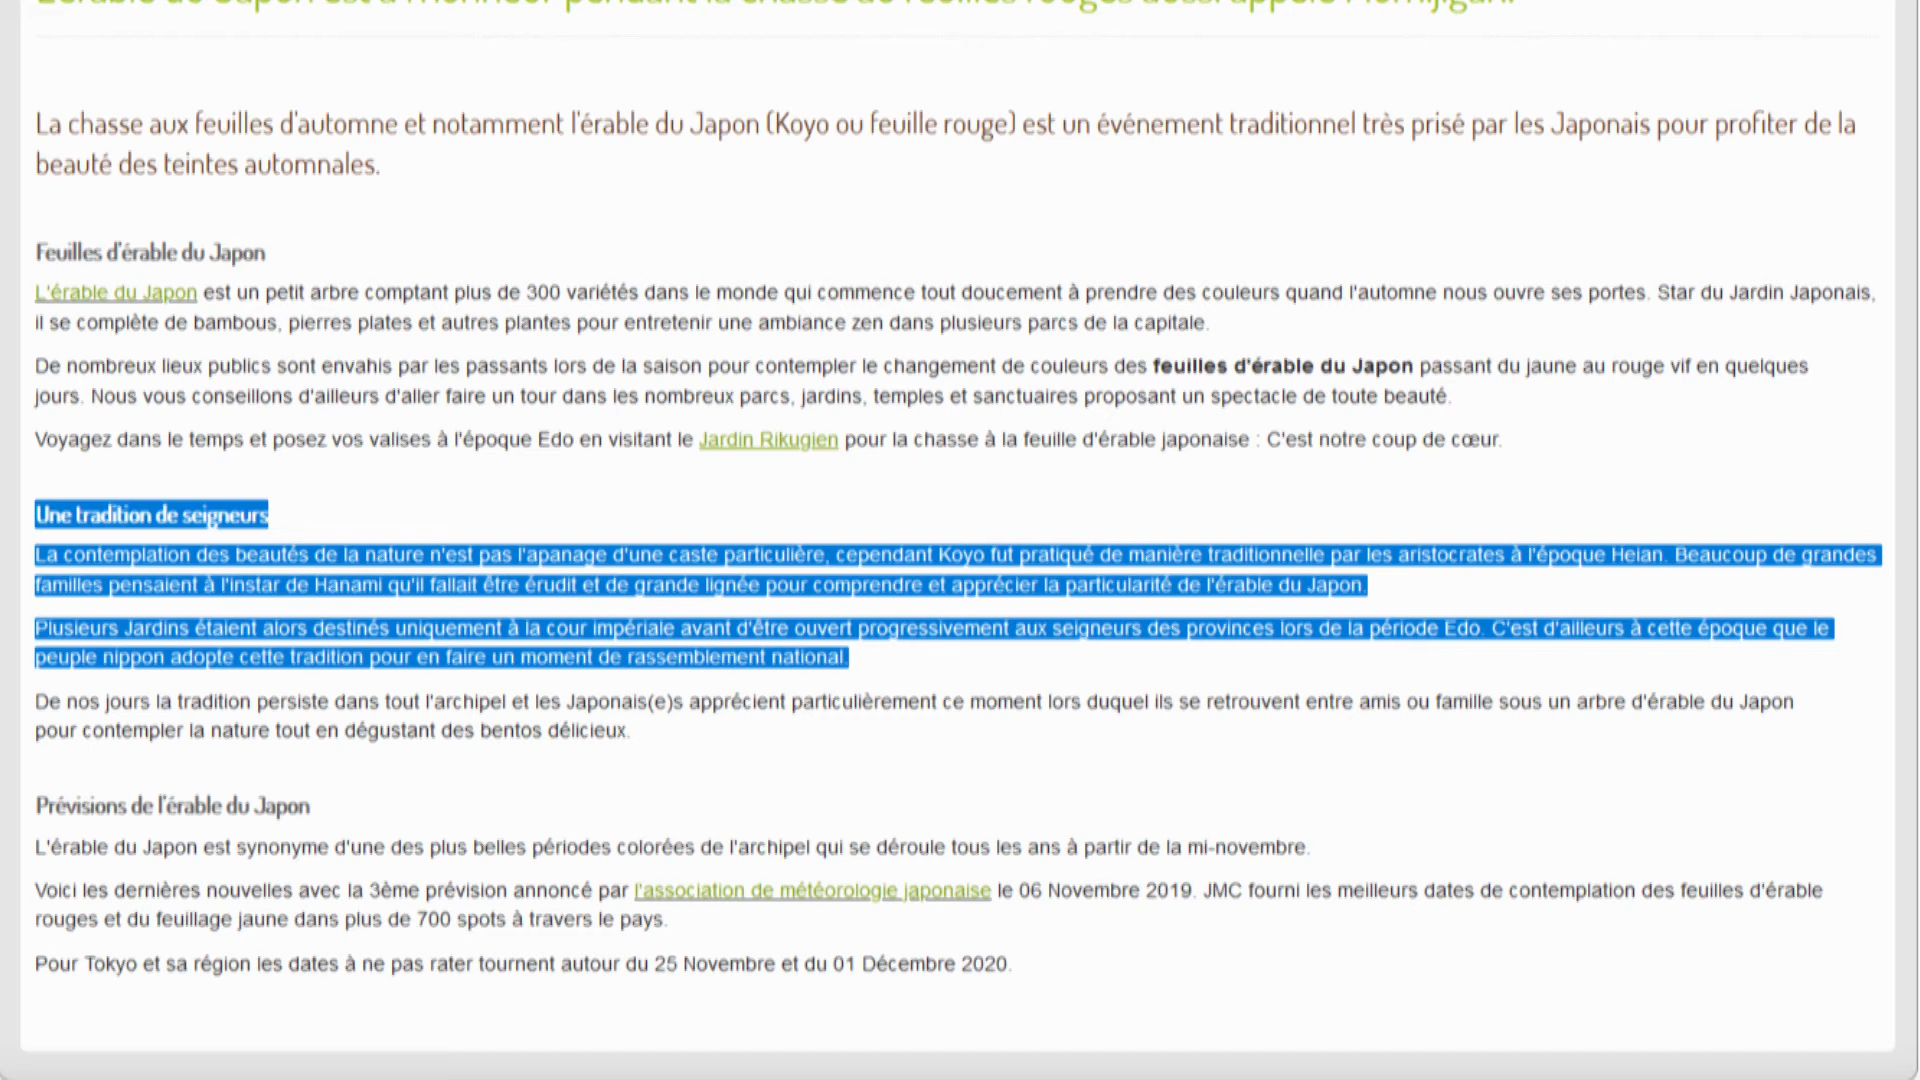 L'érable du Japon est à l'honneur pendant la chasse de feuilles rouges aussi appelé Momijigari.
La chasse aux feuilles d'automne et notamment l'érable du Japon (Koyo ou feuille rouge) est un événement traditionnel très prisé par les Japonais pour profiter de la
beauté des teintes automnales.
Feuilles d'érable du Japon
L'érable du Japon est un petit arbre comptant plus de 300 variétés dans le monde qui commence tout doucement à prendre des couleurs quand l'automne nous ouvre ses portes. Star du Jardin Japonais,
il se complète de bambous, pierres plates et autres plantes pour entretenir une ambiance zen dans plusieurs parcs de la capitale.
De nombreux lieux publics sont envahis par les passants lors de la saison pour contempler le changement de couleurs des feuilles d'érable du Japon passant du jaune au rouge vif en quelques
jours. Nous vous conseillons d'ailleurs d'aller faire un tour dans les nombreux parcs, jardins, temples et sanctuaires proposant un spectacle de toute beauté.
Voyagez dans le temps et posez vos valises à l'époque Edo en visitant le Jardin Rikugien pour la chasse à la feuille d'érable japonaise : C'est notre coup de cœur.
Une tradition de seigneurs
La contemplation des beautés de la nature n'est pas l'apanage d'une caste particulière, cependant Koyo fut pratiqué de manière traditionnelle par les aristocrates à l'époque Heian. Beaucoup de grandes
familles pensaient à l'instar de Hanami qu'il fallait être érudit et de grande lignée pour comprendre et apprécier la particularité de l'érable du Japon.
Plusieurs Jardins étaient alors destinés uniquement à la cour impériale avant d'être ouvert progressivement aux seigneurs des provinces lors de la période Edo. C'est d'ailleurs à cette époque que le
peuple nippon adopte cette tradition pour en faire un moment de rassemblement national.
De nos jours la tradition persiste dans tout l'archipel et les Japonais(e)s apprécient particulièrement ce moment lors duquel ils se retrouvent entre amis ou famille sous un arbre d'érable du Japon
pour contempler la nature tout en dégustant des bentos délicieux.
Prévisions de l'érable du Japon
L'érable du Japon est synonyme d'une des plus belles périodes colorées de l'archipel qui se déroule tous les ans à partir de la mi-novembre.
Voici les dernières nouvelles avec la 3ème prévision annoncé par l'association de météorologie japonaise le 06 Novembre 2019. JMC fourni les meilleurs dates de contemplation des feuilles d'érable
rouges et du feuillage jaune dans plus de 700 spots à travers le pays.
Pour Tokyo et sa région les dates à ne pas rater tournent autour du 25 Novembre et du 01 Décembre 2020.